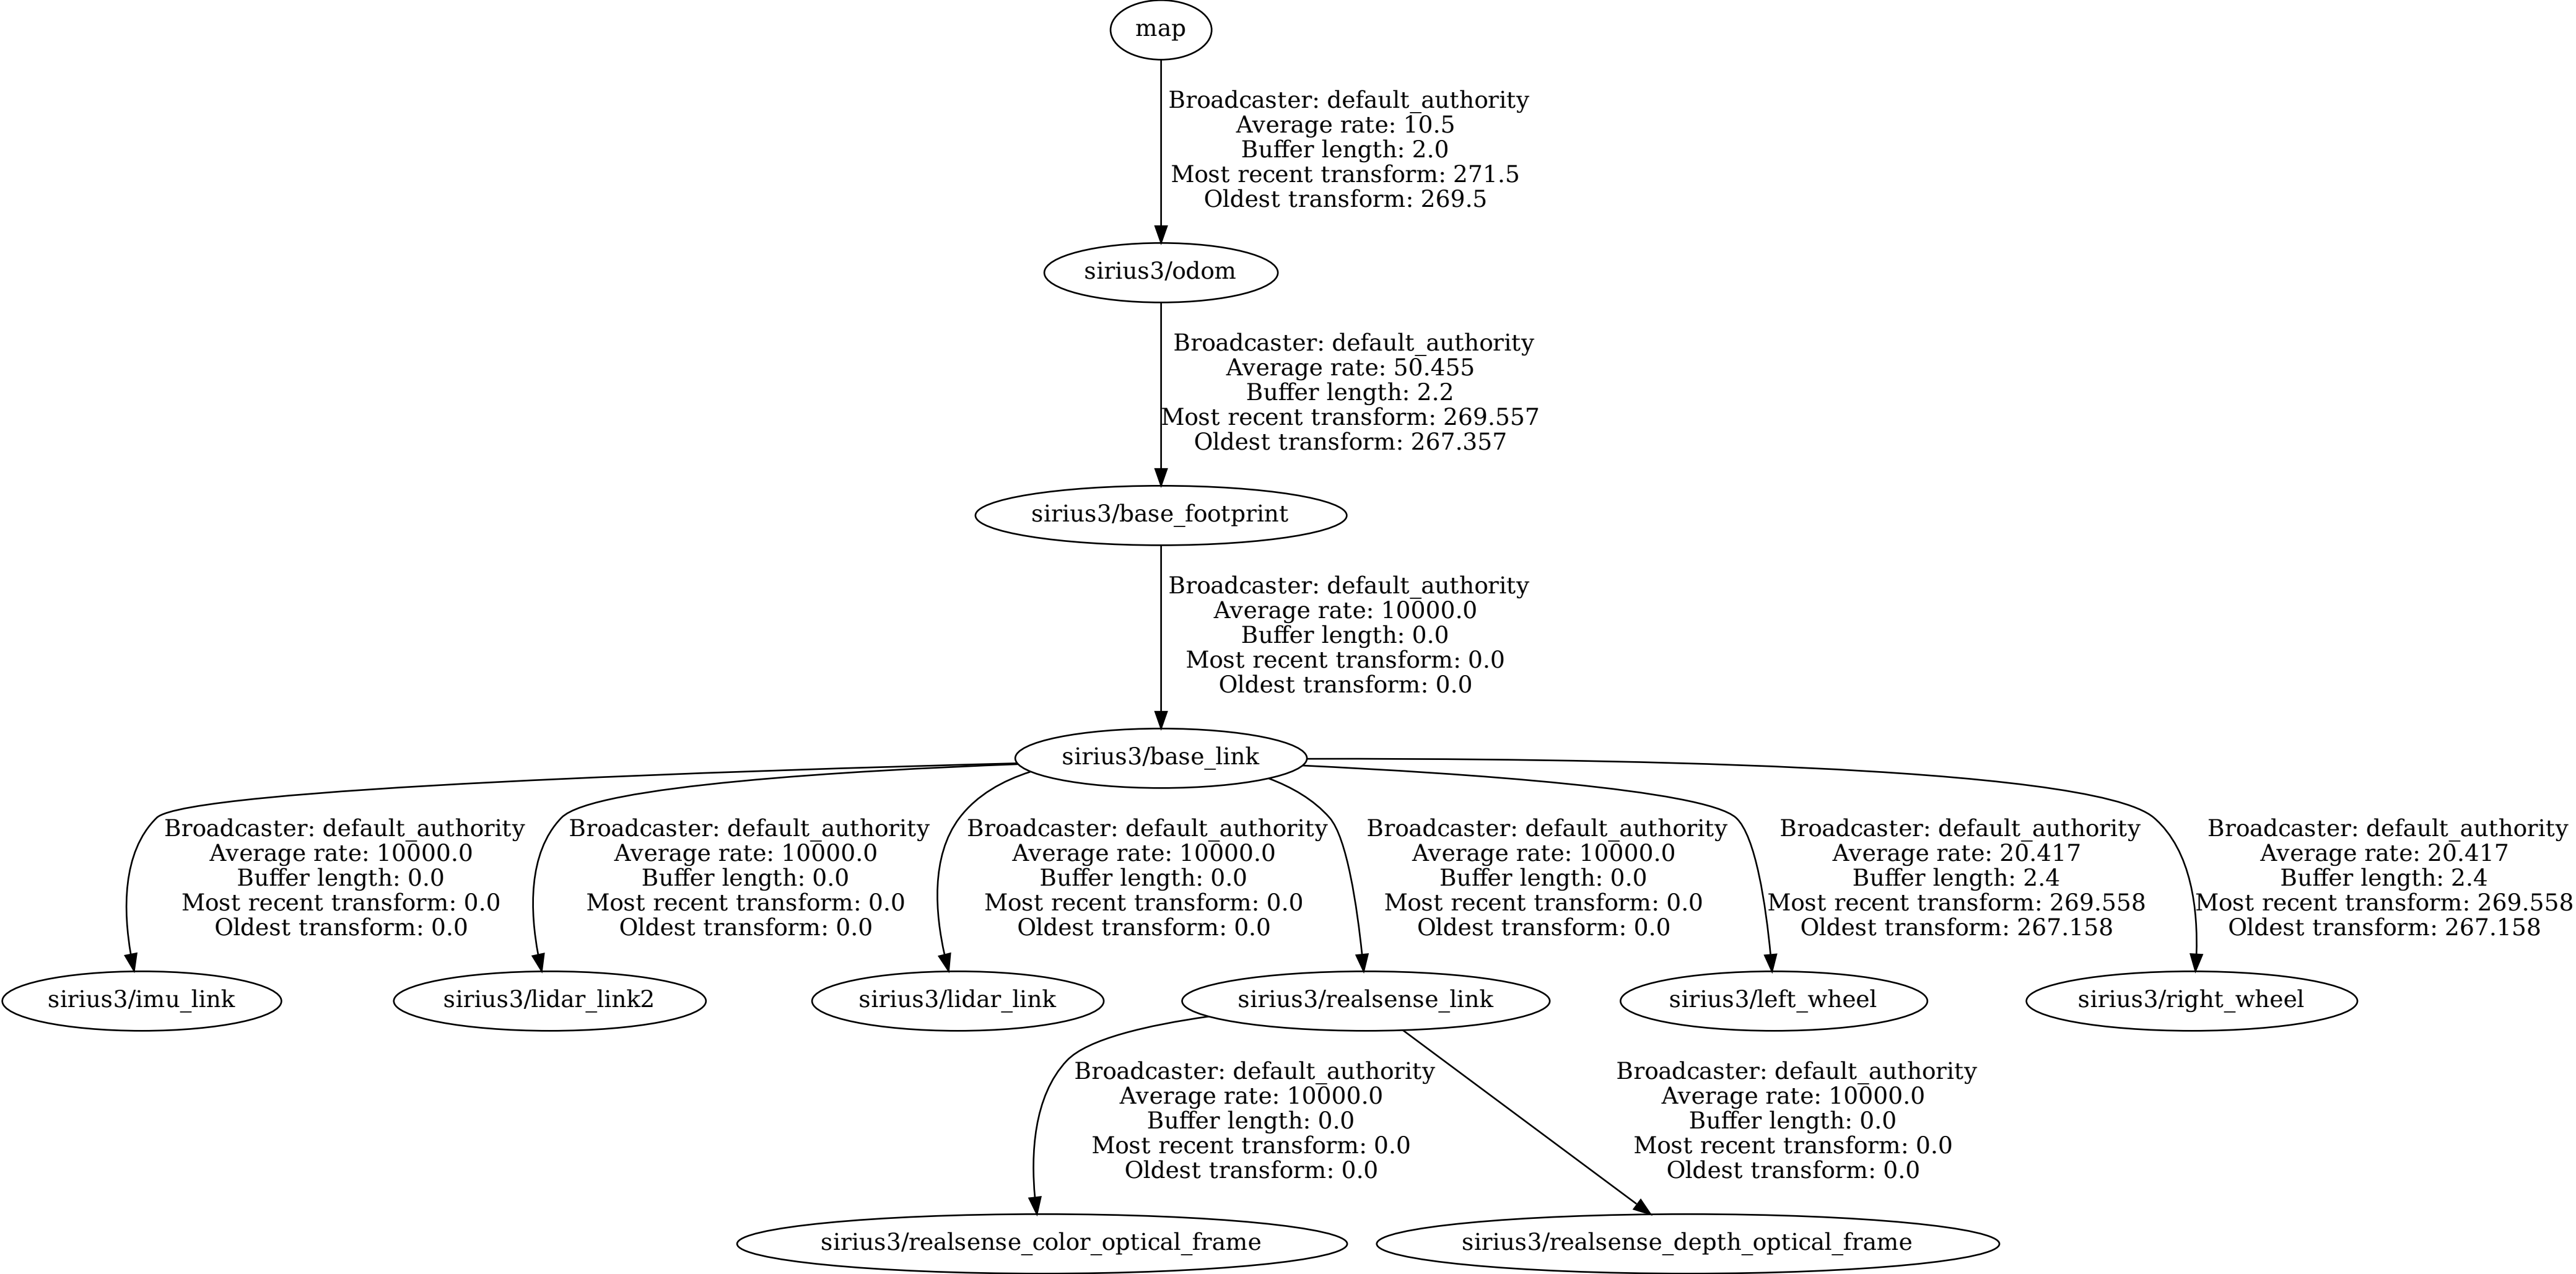 map
Broadcaster: default_authority
Average rate: 10.5
Buffer length: 2.0
Most recent transform: 271.5
Oldest transform: 269.5
sirius3/odom
Broadcaster: default_authority
Average rate: 50.455
Buffer length: 2.2
Most recent transform: 269.557
Oldest transform: 267.357
sirius3/base_footprint
Broadcaster: default_authority
Average rate: 10000.0
Buffer length: 0.0
Most recent transform: 0.0
Oldest transform: 0.0
sirius3/base_link
Broadcaster: default_authority
Average rate: 10000.0
Buffer length: 0.0
Most recent transform: 0.0
Oldest transform: 0.0
Broadcaster: default_authority
Average rate: 10000.0
Buffer length: 0.0
Most recent transform: 0.0
Oldest transform: 0.0
Broadcaster: default_authority
Average rate: 10000.0
Buffer length: 0.0
Most recent transform: 0.0
Oldest transform: 0.0
Broadcaster: default_authority
Average rate: 10000.0
Buffer length: 0.0
Most recent transform: 0.0
Oldest transform: 0.0
Broadcaster: default_authority
Average rate: 20.417
Buffer length: 2.4
Most recent transform: 269.558
Oldest transform: 267.158
Broadcaster: default_authority
Average rate: 20.417
Buffer length: 2.4
Most recent transform: 269.558
Oldest transform: 267.158
sirius3/imu_link
sirius3/lidar_link2
sirius3/lidar_link
sirius3/realsense_link
sirius3/left_wheel
sirius3/right_wheel
Broadcaster: default_authority
Average rate: 10000.0
Buffer length: 0.0
Most recent transform: 0.0
Oldest transform: 0.0
Broadcaster: default_authority
Average rate: 10000.0
Buffer length: 0.0
Most recent transform: 0.0
Oldest transform: 0.0
sirius3/realsense_color_optical_frame
sirius3/realsense_depth_optical_frame